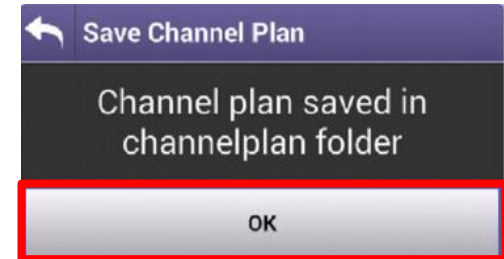 Save Channel Plan
Channel plan saved in
channelplan folder
OK